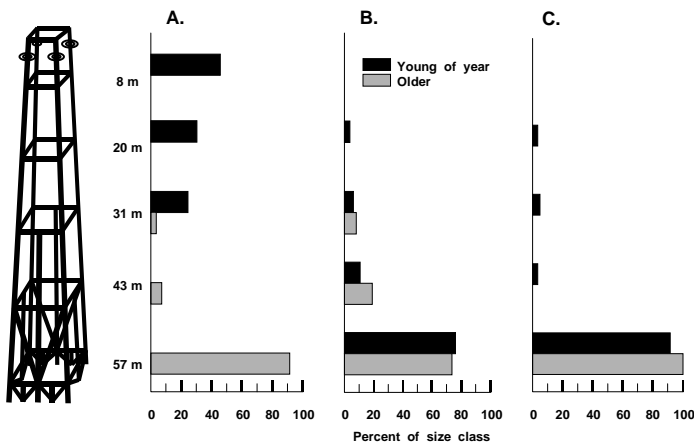 A.
B.
C.
Young of year
Older
8 m
20 m
31 m
43 m
57 m
0 20 40 60 80 100
0 20 40 60 80 100
0 20 40 60 80 100
Percent of size class